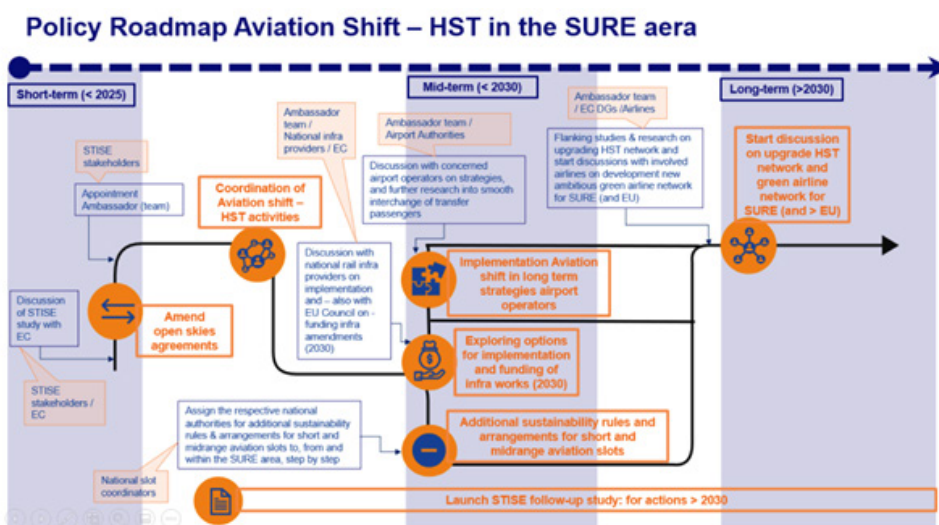 Policy Roadmap Aviation Shift – HST in the SURE aera
Short-term (< 2025)
Mid-term (< 2030)
Long-term (>2030)
STISE
stakeholders
Appointment
Ambassador (team)
Discussion
of STISE
study with
EC
STISE
stakeholders /
EC
Amend
open skies
agreements
Coordination of
Aviation shift –
HST activities
Ambassador
team /
National infra
providers / EC
Discussion with
national rail infra
providers on
implementation
and – also with
EU Council on -
funding infra
amendments
(2030)
Ambassador team /
Airport Authorities
Discussion with concerned
airport operators on strategies,
and further research into smooth
interchange of transfer
passengers
Ambassador team
/ EC DGs /Airlines
Flanking studies & research on
upgrading HST network and
start discussions with involved
airlines on development new
ambitious green airline network
for SURE (and EU)
Start discussion
on upgrade HST
network and
green airline
network for
SURE (and > EU)
Implementation Aviation
shift in long term
strategies airport
operators
Exploring options
for implementation
and funding of
infra works (2030)
Assign the respective national
authorities for additional sustainability
rules & arrangements for short and
midrange aviation slots to, from and
within the SURE area, step by step
National slot
coordinators
Additional sustainability rules and
arrangements for short and
midrange aviation slots
Launch STISE follow-up study: for actions > 2030